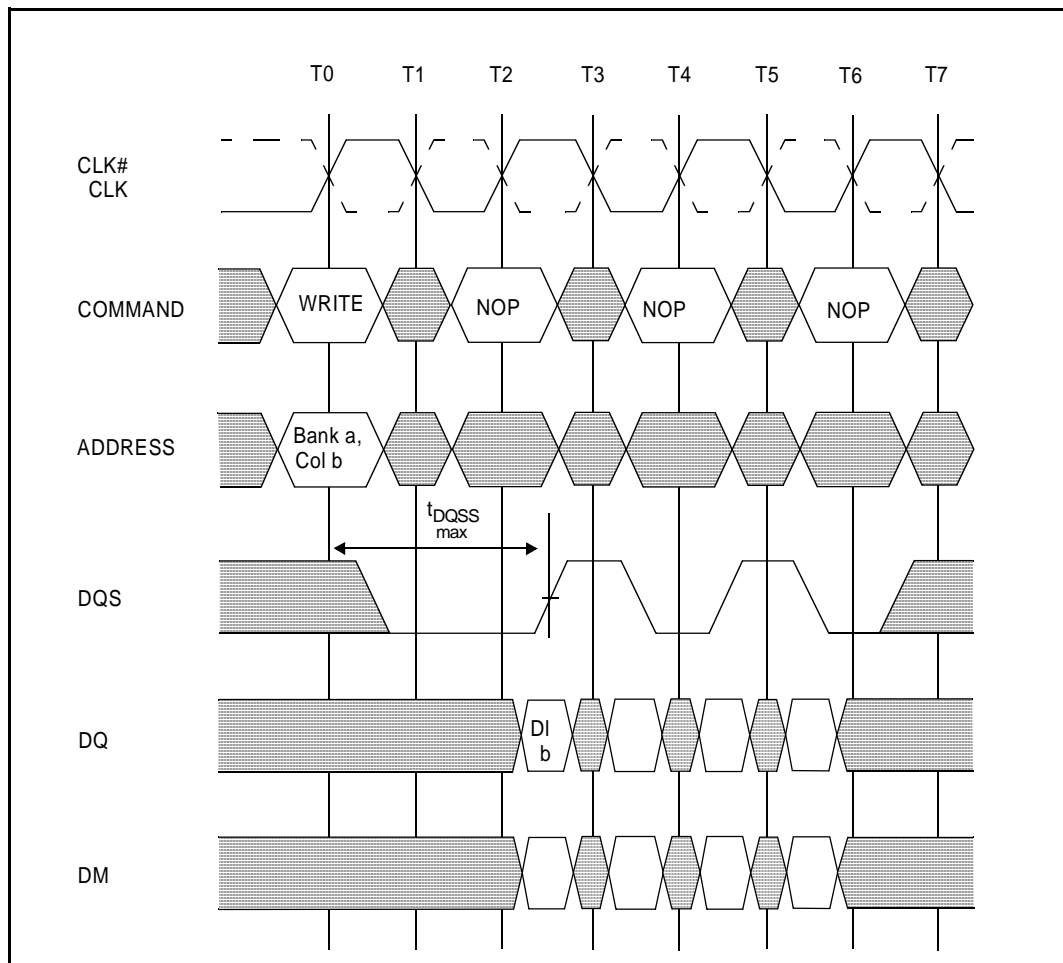 T0 T1 T2 T3 T4 T5 T6 T7
CLK#
CLK
COMMAND WRITE NOP NOP NOP
ADDRESS Bank a,
Col b
tDQSS
max
DQS
DQ DI
b
DM